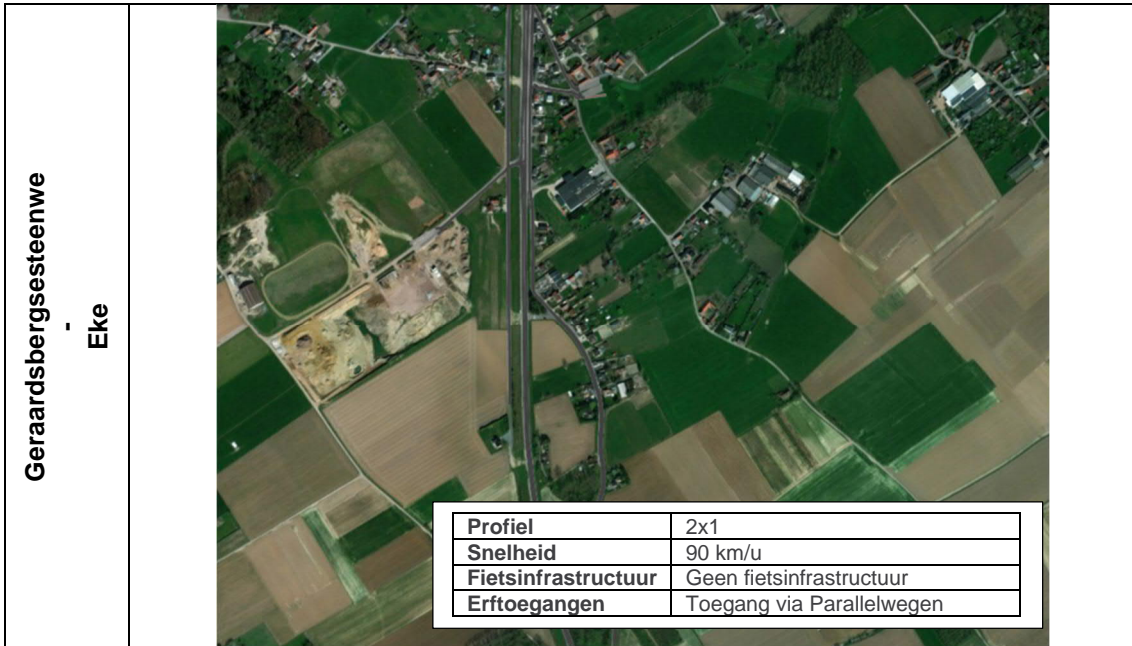 Geraardsbergsesteenwe
-
Eke
Profiel 2x1
Snelheid 90 km/u
Fietsinfrastructuur Geen fietsinfrastructuur
Erftoegangen Toegang via Parallelwegen